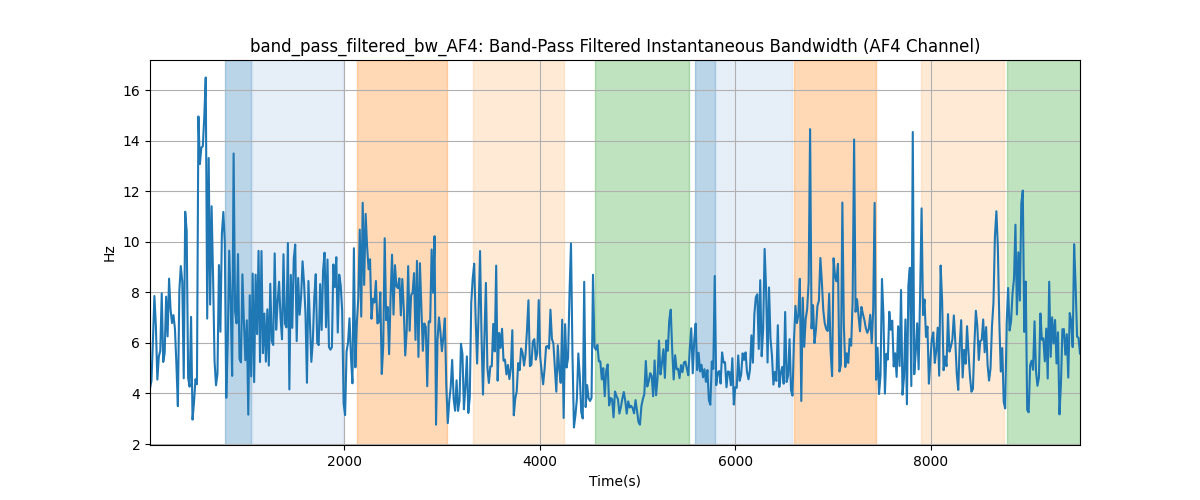 band_pass_filtered_bw_AF4: Band-Pass Filtered Instantaneous Bandwidth (AF4 Channel)
16
14
12
10
8
6
4
2
Hz
2000 4000 6000 8000
Time(s)